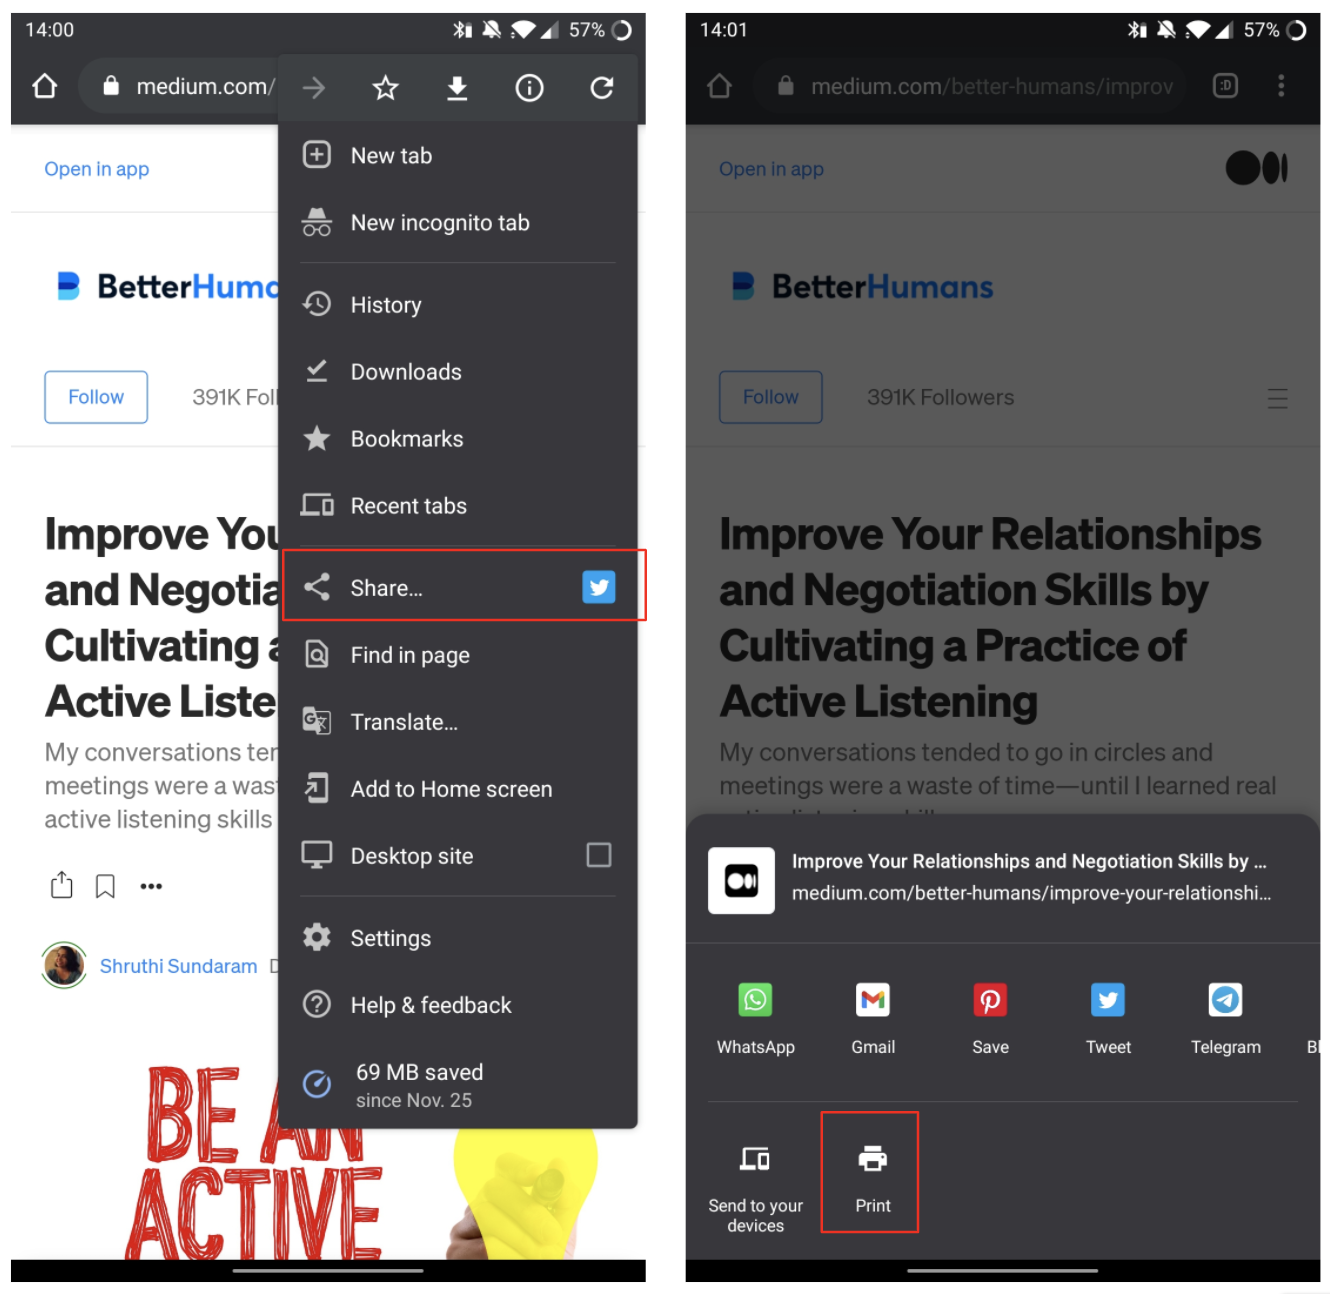 14:00
57%
medium.com/
Open in app
New tab
New incognito tab
BetterHuma
History
Downloads
Follow
391K Foll
Bookmarks
Recent tabs
Improve You
and Negotia
Cultivating a
Active Liste
Share...
Find in page
Translate...
Add to Home screen
Desktop site
My conversations ter
meetings were a was
active listening skills
Settings
Shruthi Sundaram
Help & feedback
69 MB saved
since Nov. 25
BE AN
ACTIVE
14:01
57%
medium.com/better-humans/improv
:D
Open in app
BetterHumans
Follow
391K Followers
Improve Your Relationships
and Negotiation Skills by
Cultivating a Practice of
Active Listening
My conversations tended to go in circles and
meetings were a waste of time—until I learned real
Improve Your Relationships and Negotiation Skills by ...
medium.com/better-humans/improve-your-relationshi...
WhatsApp
Gmail
Save
Tweet
Telegram
Bl
Send to your
devices
Print